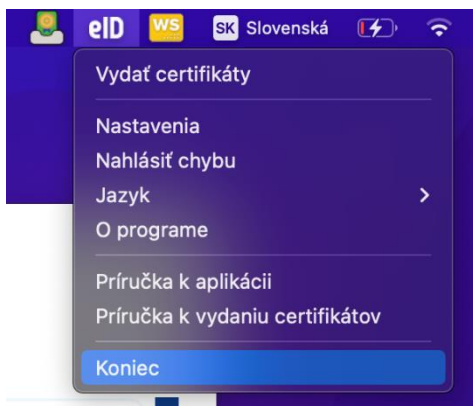 eID WS SK Slovenská
Vydať certifikáty
Nastavenia
Nahlásiť chybu
Jazyk
O programe
Príručka k aplikácii
Príručka k vydaniu certifikátov
Koniec